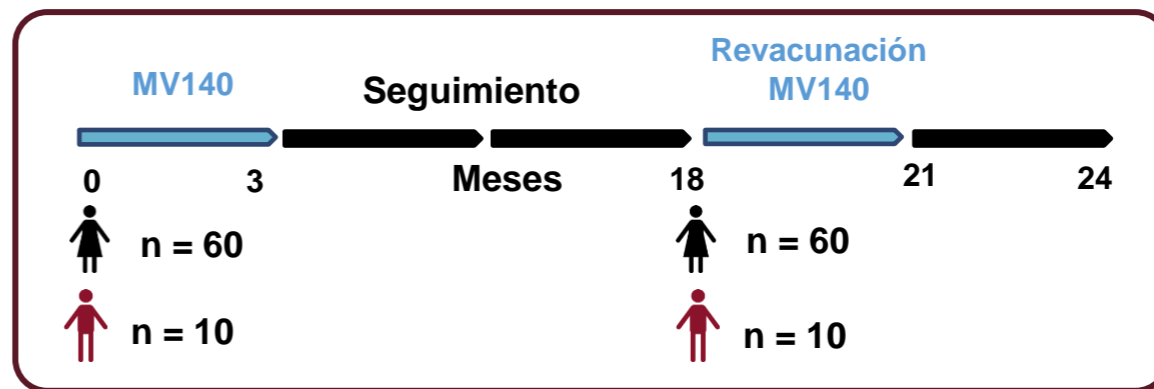 MV140
Seguimiento
Revacunación
MV140
0
3
Meses
18
21
24
n = 60
n = 60
n = 10
n = 10